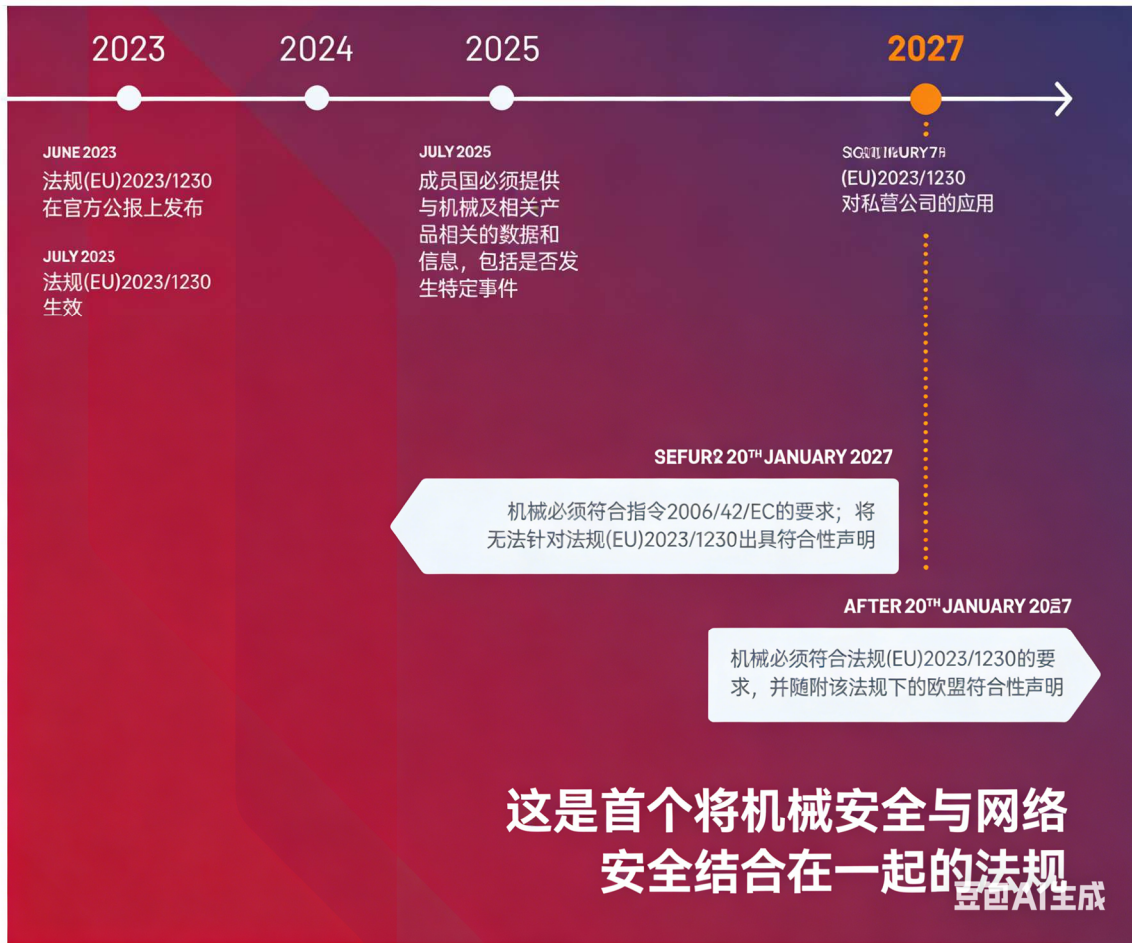 2023
2024
2025
2027
JUNE 2023
法规(EU)2023/1230
在官方公报上发布
JULY 2023
法规(EU)2023/1230
生效
JULY 2025
成员国必须提供
与机械及相关产
品相关的数据和
信息，包括是否发
生特定事件
(EU)2023/1230
对私营公司的应用
20TH JANUARY 2027
机械必须符合指令2006/42/EC的要求；将
无法针对法规(EU)2023/1230出具符合性声明
AFTER 20TH JANUARY
机械必须符合法规(EU)2023/1230的要
求，并随附该法规下的欧盟符合性声明
这是首个将机械安全与网络
安全结合在一起的法规
豆包AI生成